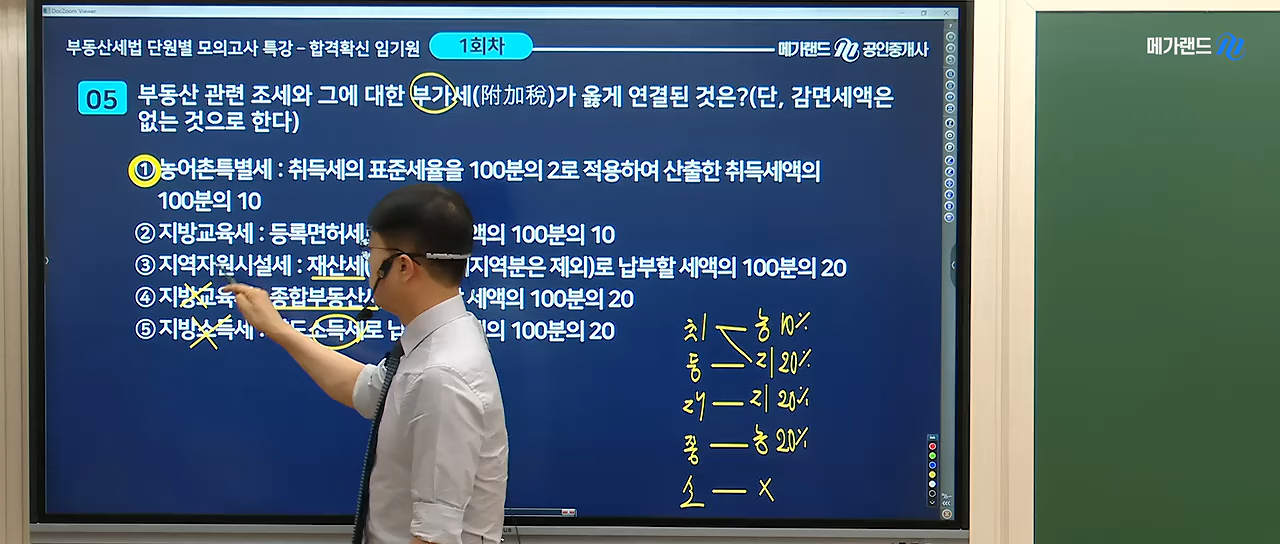 DocZoom Viewer
부동산세법 단원별 모의고사 특강 – 합격확신 임기원 1회차 메가랜드 공인중개사
메가랜드
05 부동산 관련 조세와 그에 대한 부가세(附加稅)가 옳게 연결된 것은?(단, 감면세액은
없는 것으로 한다)
① 농어촌특별세 : 취득세의 표준세율을 100분의 2로 적용하여 산출한 취득세액의
100분의 10
② 지방교육세 : 등록면허세 액의 100분의 10
③ 지역자원시설세 : 재산세( 지역분은 제외)로 납부할 세액의 100분의 20
④ 지방교육 종합부동산 세액의 100분의 20
⑤ 지방소득세 : 도소득세로 납 의 100분의 20
취 농 10%
등 지 20%
재 지 20%
종 농 20%
소 X